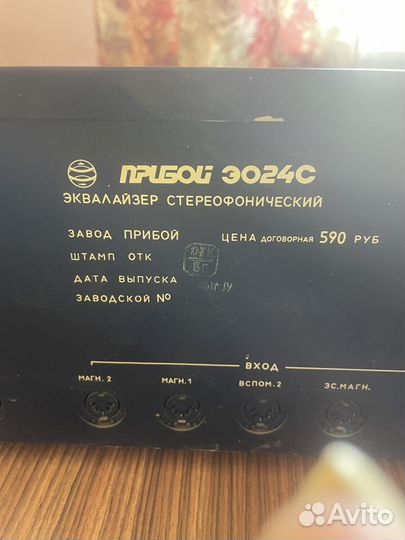 ПРИБОЙ Э024С
ЭКВАЛАЙЗЕР СТЕРЕОФОНИЧЕСКИЙ
ЗАВОД ПРИБОЙ ЦЕНА ДОГОВОРНАЯ 590 РУБ
ШТАМП ОТК
ДАТА ВЫПУСКА
ЗАВОДСКОЙ №
ВХОД
МАГН. 2 МАГН. 1 ВСПОМ. 2 ЗС. МАГН.
Avito